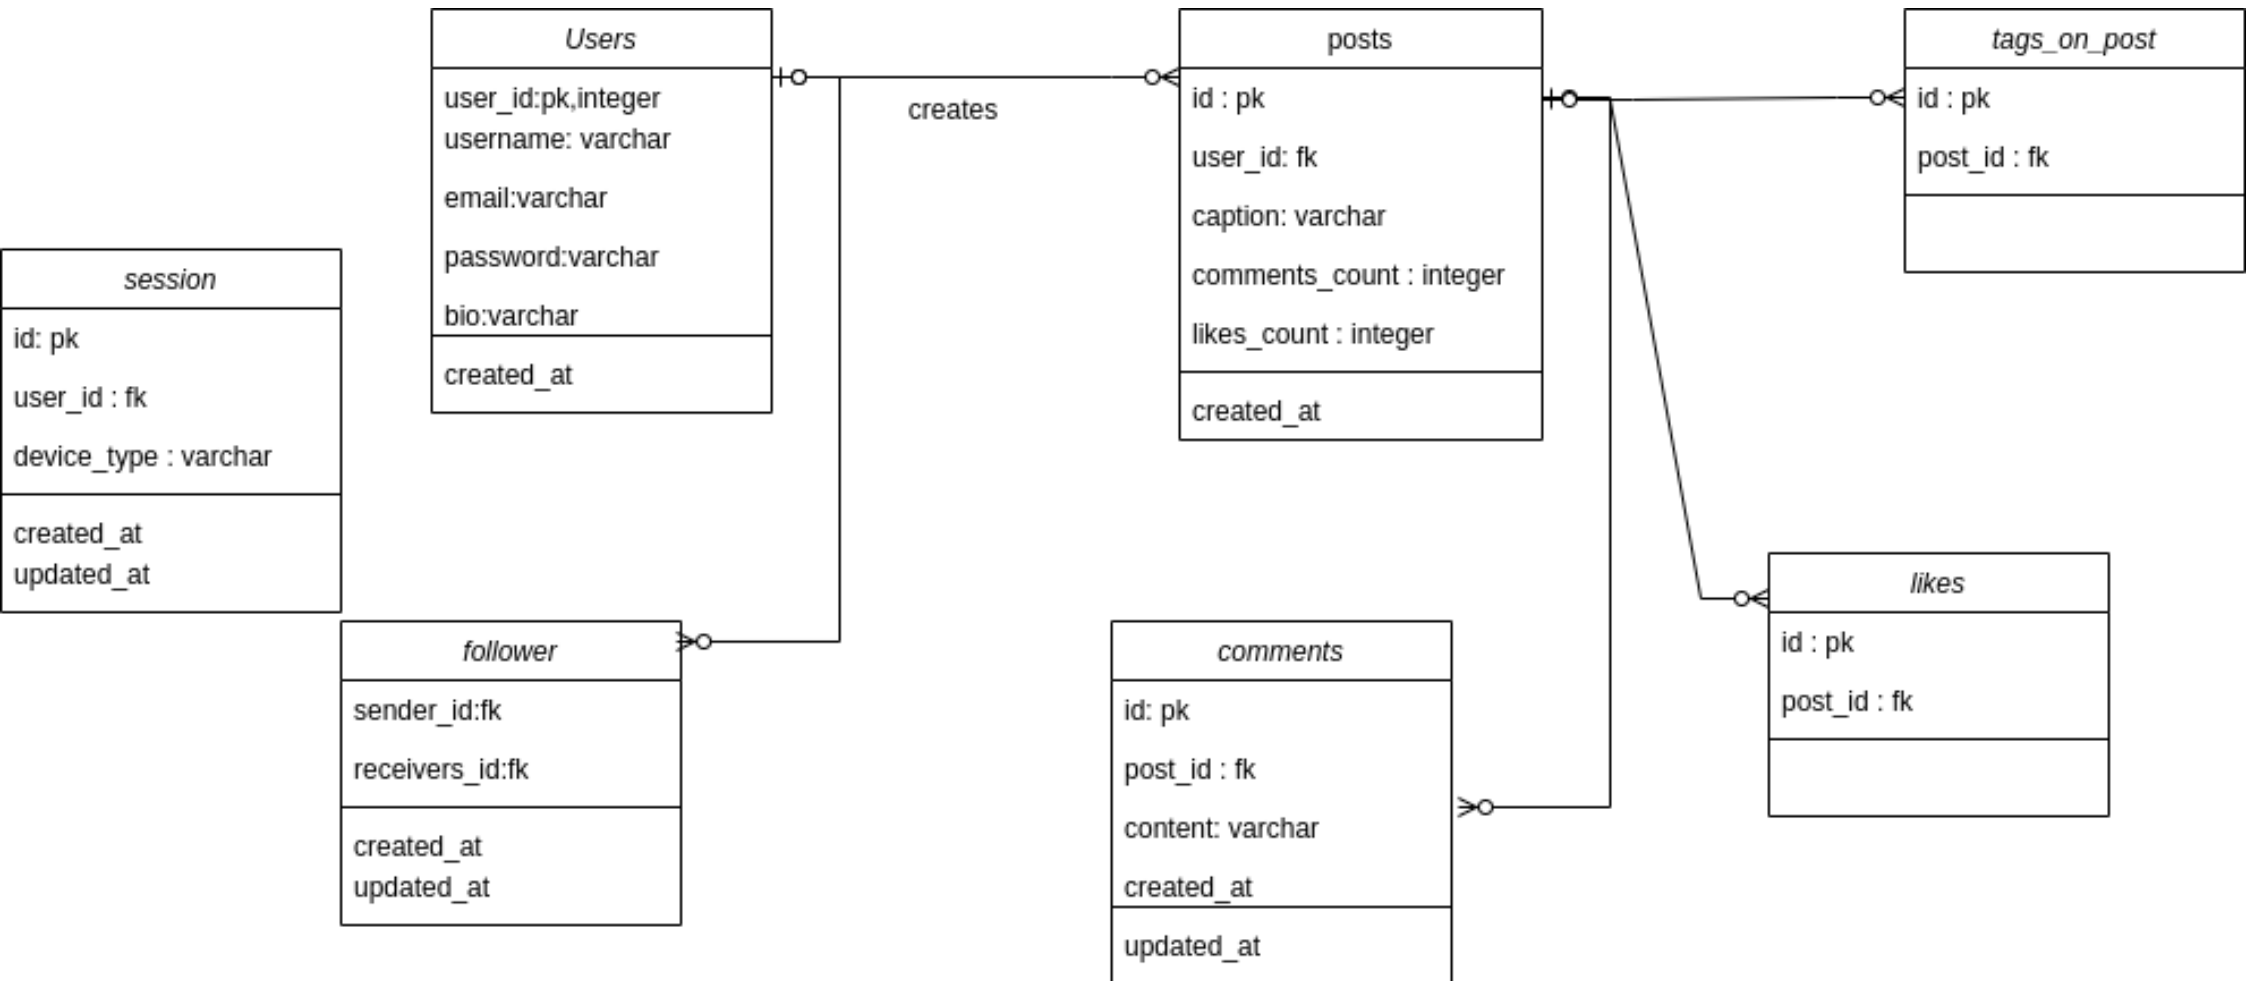 Users
user_id:pk,integer
username: varchar
email:varchar
password:varchar
bio:varchar
created_at
creates
posts
id : pk
user_id: fk
caption: varchar
comments_count : integer
likes_count : integer
created_at
tags_on_post
id : pk
post_id : fk
session
id: pk
user_id : fk
device_type : varchar
created_at
updated_at
follower
sender_id:fk
receivers_id:fk
created_at
updated_at
comments
id: pk
post_id : fk
content: varchar
created_at
updated_at
likes
id : pk
post_id : fk